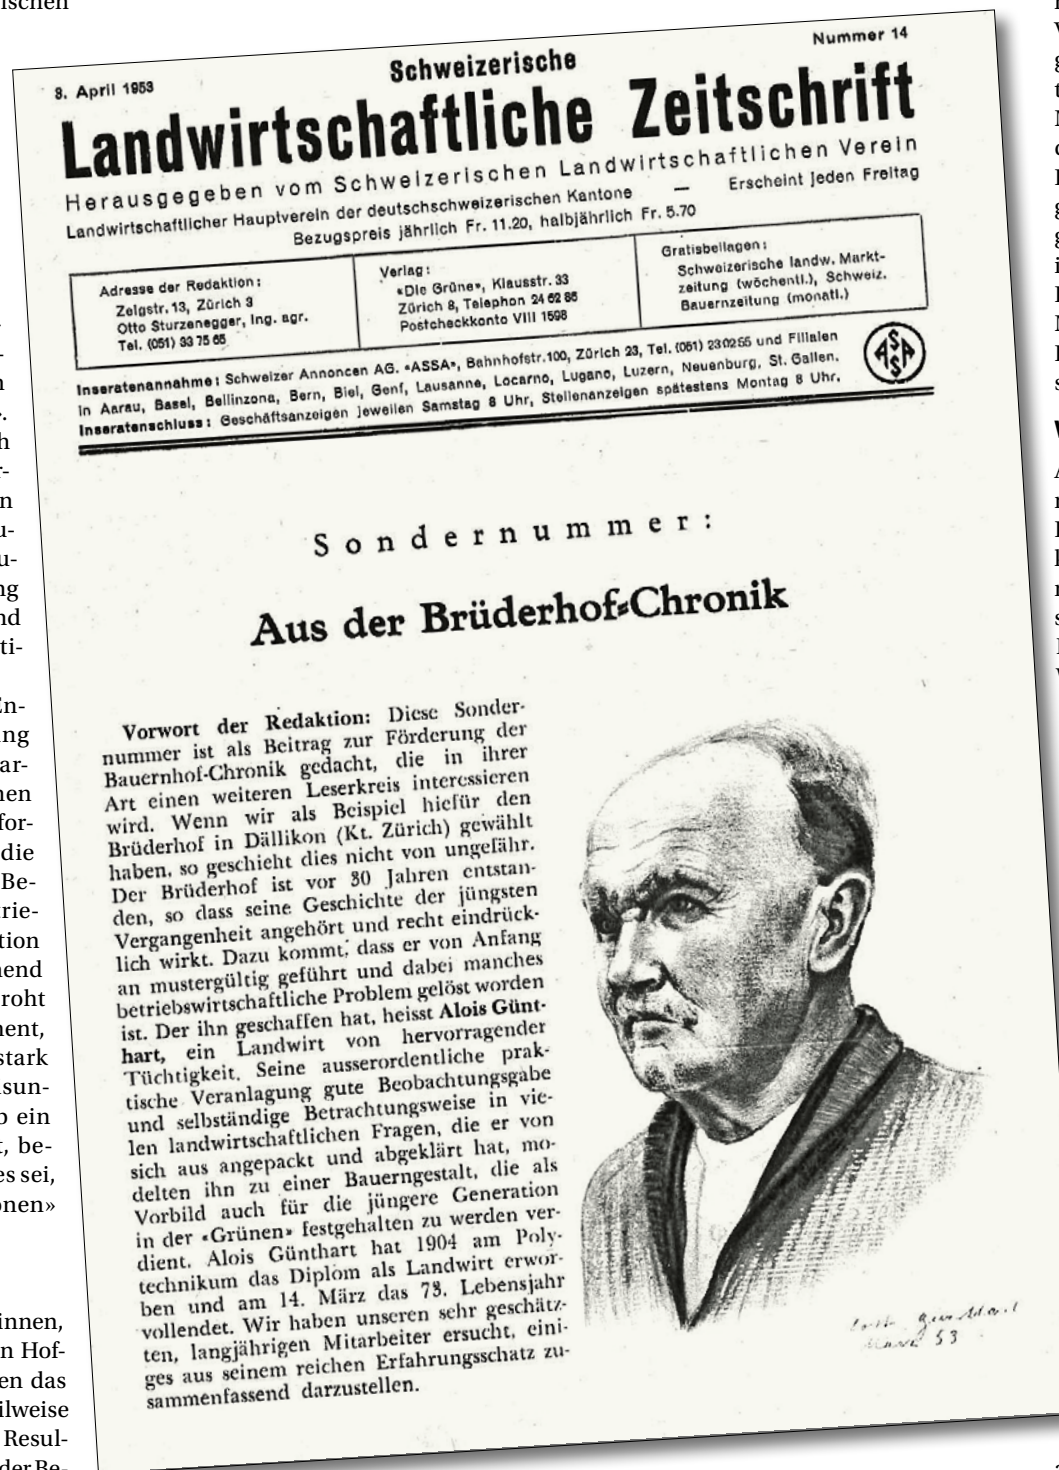 3. April 1953
Nummer 14
Schweizerische
Landwirtschaftliche Zeitschrift
Herausgegeben vom Schweizerischen Landwirtschaftlichen Verein
Landwirtschaftlicher Hauptverein der deutschschweizerischen Kantone — Erscheint jeden Freitag
Bezugspreis jährlich Fr. 11.20, halbjährlich Fr. 5.70
Adresse der Redaktion:
Zelgstr. 13, Zürich 3
Otto Sturzenegger, Ing. agr.
Tel. (051) 33 75 65
Verlag:
«Die Grüne», Klausstr. 33
Zürich 8, Telephon 24 62 86
Postcheckkonto VIII 1598
Gratisbeilagen:
Schweizerische landw. Markt-
zeitung (wöchentl.), Schweiz.
Bauernzeitung (monatl.)
Inseratenannahme: Schweizer Annoncen AG. «ASSA», Bahnhofstr. 100, Zürich 23, Tel. (051) 230265 und Filialen
in Aarau, Basel, Bellinzona, Bern, Biel, Genf, Lausanne, Locarno, Lugano, Luzern, Neuenburg, St. Gallen.
Inseratenschluss: Geschäftsanzeigen jeweilen Samstag 8 Uhr, Stellenanzeigen spätestens Montag 8 Uhr.
ASSA
Sondernummer:
Aus der Brüderhof-Chronik
Vorwort der Redaktion: Diese Sonder-
nummer ist als Beitrag zur Förderung der
Bauernhof-Chronik gedacht, die in ihrer
Art einen weiteren Leserkreis interessieren
wird. Wenn wir als Beispiel hiefür den
Brüderhof in Dällikon (Kt. Zürich) gewählt
haben, so geschieht dies nicht von ungefähr.
Der Brüderhof ist vor 30 Jahren entstan-
den, so dass seine Geschichte der jüngsten
Vergangenheit angehört und recht eindrück-
lich wirkt. Dazu kommt, dass er von Anfang
an mustergültig geführt und dabei manches
betriebswirtschaftliche Problem gelöst worden
ist. Der ihn geschaffen hat, heisst Alois Günt-
hart, ein Landwirt von hervorragender
Tüchtigkeit. Seine ausserordentliche prak-
tische Veranlagung gute Beobachtungsgabe
und selbständige Betrachtungsweise in vie-
len landwirtschaftlichen Fragen, die er von
sich aus angepackt und abgeklärt hat, mo-
delten ihn zu einer Bauerngestalt, die als
Vorbild auch für die jüngere Generation
in der «Grünen» festgehalten zu werden ver-
dient. Alois Günthart hat 1904 am Poly-
technikum das Diplom als Landwirt erwor-
ben und am 14. März das 73. Lebensjahr
vollendet. Wir haben unseren sehr geschätz-
ten, langjährigen Mitarbeiter ersucht, eini-
ges aus seinem reichen Erfahrungsschatz zu-
sammenfassend darzustellen.
53